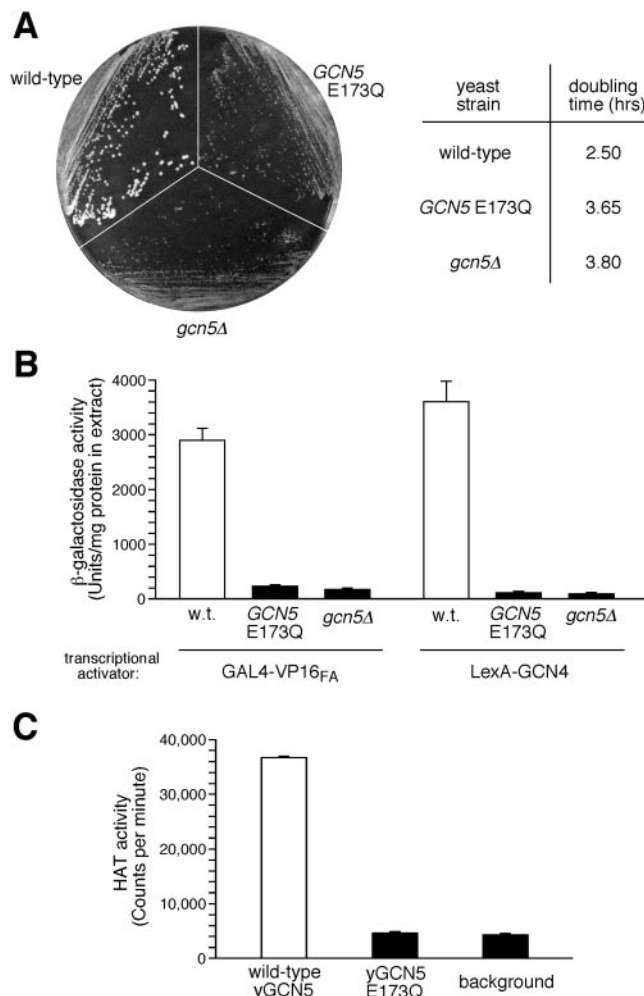 A
wild-type
GCN5
E173Q
gcn5Δ
yeast strain
doubling time (hrs)
wild-type 2.50
GCN5 E173Q 3.65
gcn5Δ 3.80
B
β-galactosidase activity
(Units/mg protein in extract)
4000
3000
2000
1000
0
w.t. GCN5 E173Q gcn5Δ w.t. GCN5 E173Q gcn5Δ
transcriptional activator: GAL4-VP16FA LexA-GCN4
C
HAT activity
(Counts per minute)
40,000
30,000
20,000
10,000
0
wild-type yGCN5 yGCN5 E173Q background